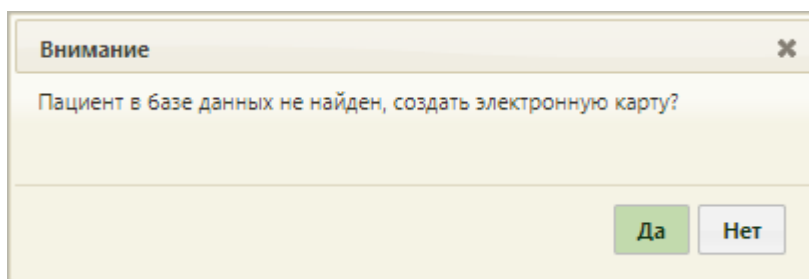 Внимание
Пациент в базе данных не найден, создать электронную карту?
Да Нет